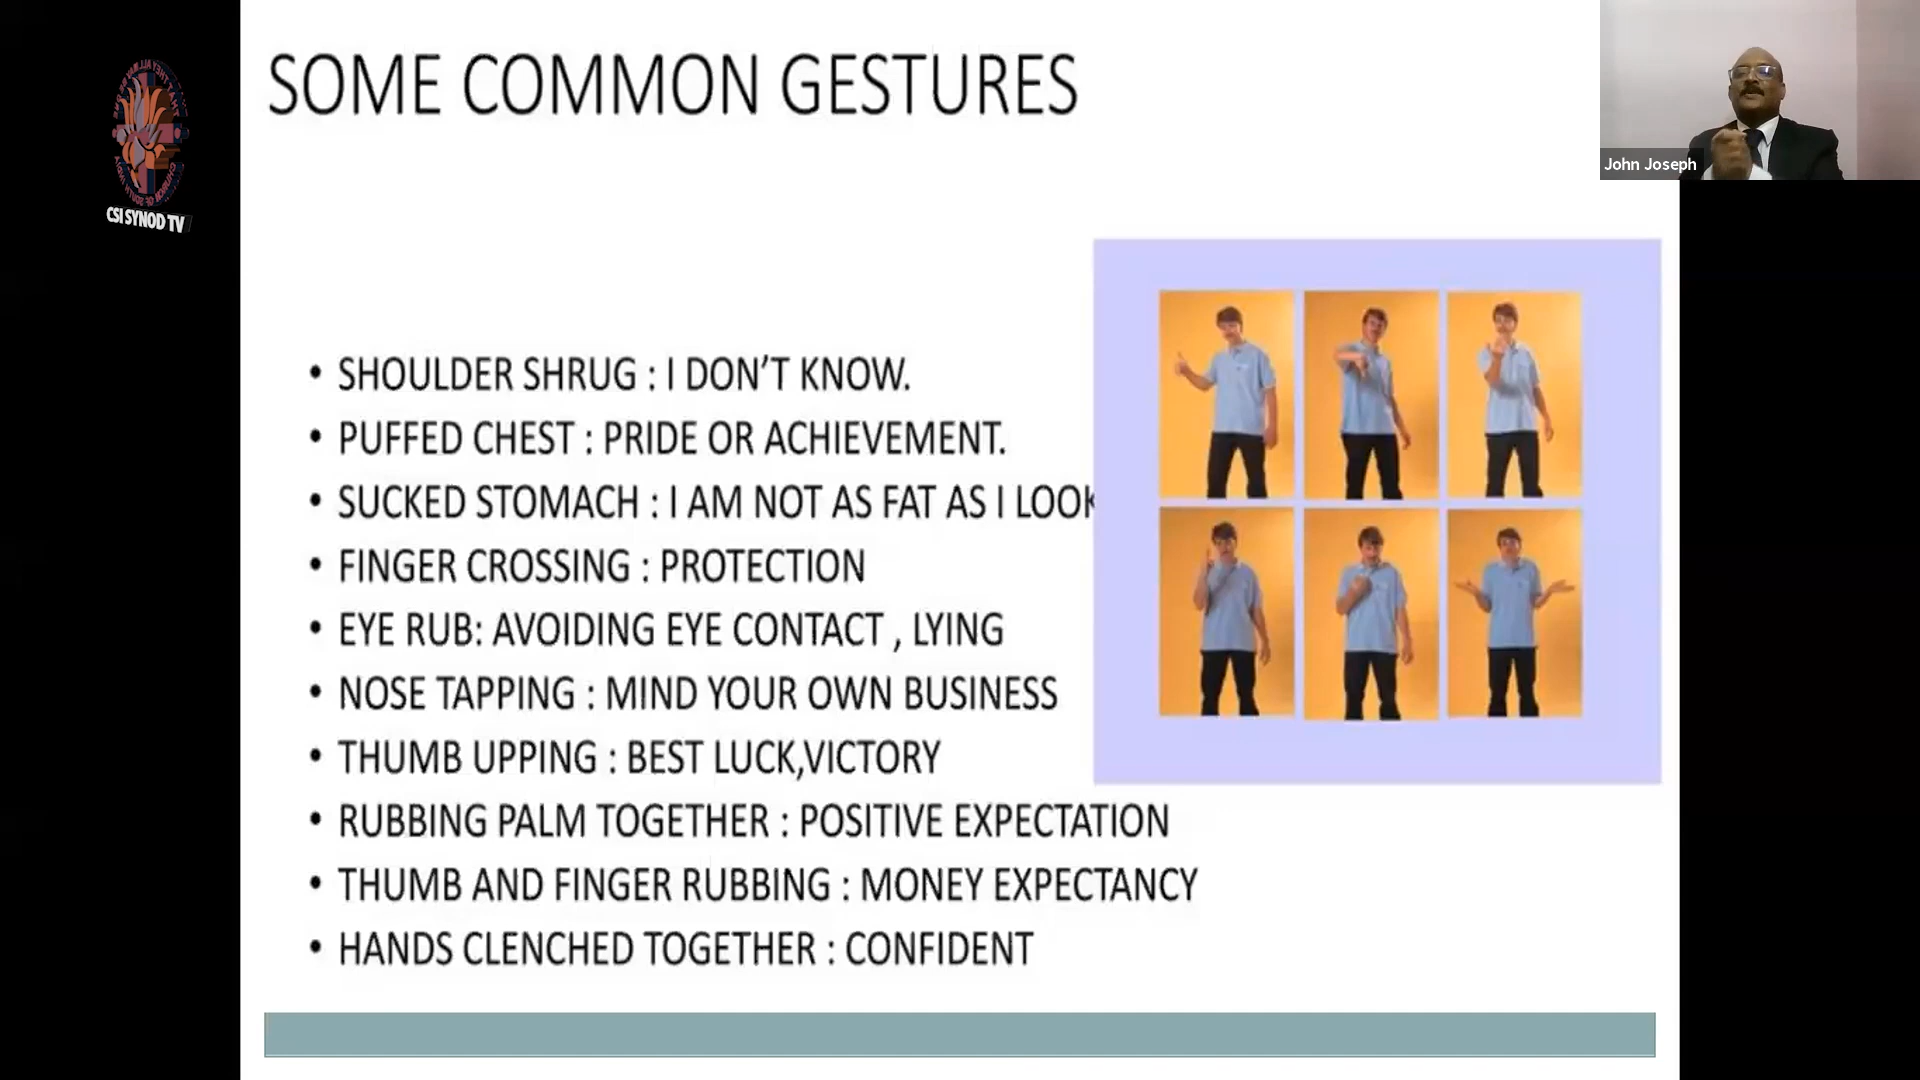 SOME COMMON GESTURES
CSI SYNOD TV
John Joseph
• SHOULDER SHRUG : I DON’T KNOW.
• PUFFED CHEST : PRIDE OR ACHIEVEMENT.
• SUCKED STOMACH : I AM NOT AS FAT AS I LOOK
• FINGER CROSSING : PROTECTION
• EYE RUB: AVOIDING EYE CONTACT , LYING
• NOSE TAPPING : MIND YOUR OWN BUSINESS
• THUMB UPPING : BEST LUCK,VICTORY
• RUBBING PALM TOGETHER : POSITIVE EXPECTATION
• THUMB AND FINGER RUBBING : MONEY EXPECTANCY
• HANDS CLENCHED TOGETHER : CONFIDENT